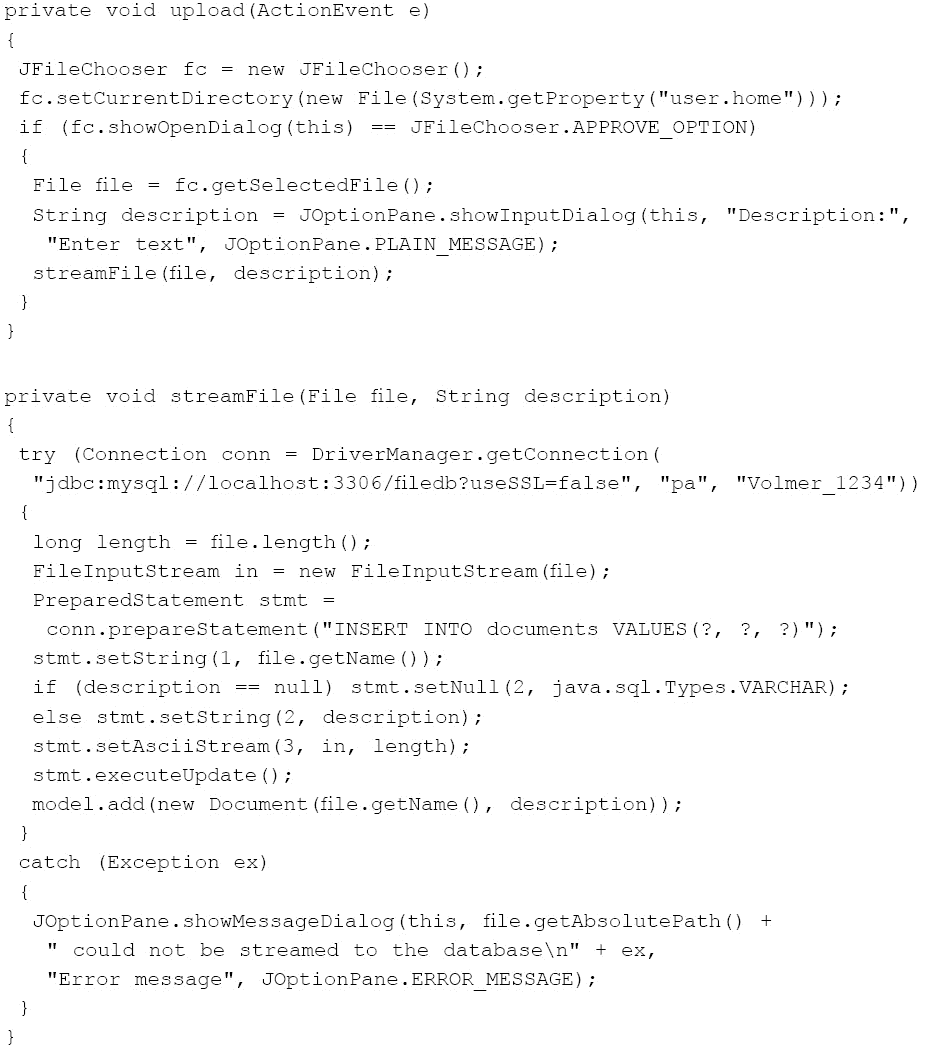 private void upload(ActionEvent e)
{
JFileChooser fc = new JFileChooser();
fc.setCurrentDirectory(new File(System.getProperty("user.home")));
if (fc.showOpenDialog(this) == JFileChooser.APPROVE_OPTION)
{
File file = fc.getSelectedFile();
String description = JOptionPane.showInputDialog(this, "Description:",
"Enter text", JOptionPane.PLAIN_MESSAGE);
streamFile(file, description);
}
}
private void streamFile(File file, String description)
{
try (Connection conn = DriverManager.getConnection(
"jdbc:mysql://localhost:3306/filedb?useSSL=false", "pa", "Volmer_1234"))
{
long length = file.length();
FileInputStream in = new FileInputStream(file);
PreparedStatement stmt =
conn.prepareStatement("INSERT INTO documents VALUES(?, ?, ?)");
stmt.setString(1, file.getName());
if (description == null) stmt.setNull(2, java.sql.Types.VARCHAR);
else stmt.setString(2, description);
stmt.setAsciiStream(3, in, length);
stmt.executeUpdate();
model.add(new Document(file.getName(), description));
}
catch (Exception ex)
{
JOptionPane.showMessageDialog(this, file.getAbsolutePath() +
" could not be streamed to the database\n" + ex,
"Error message", JOptionPane.ERROR_MESSAGE);
}
}